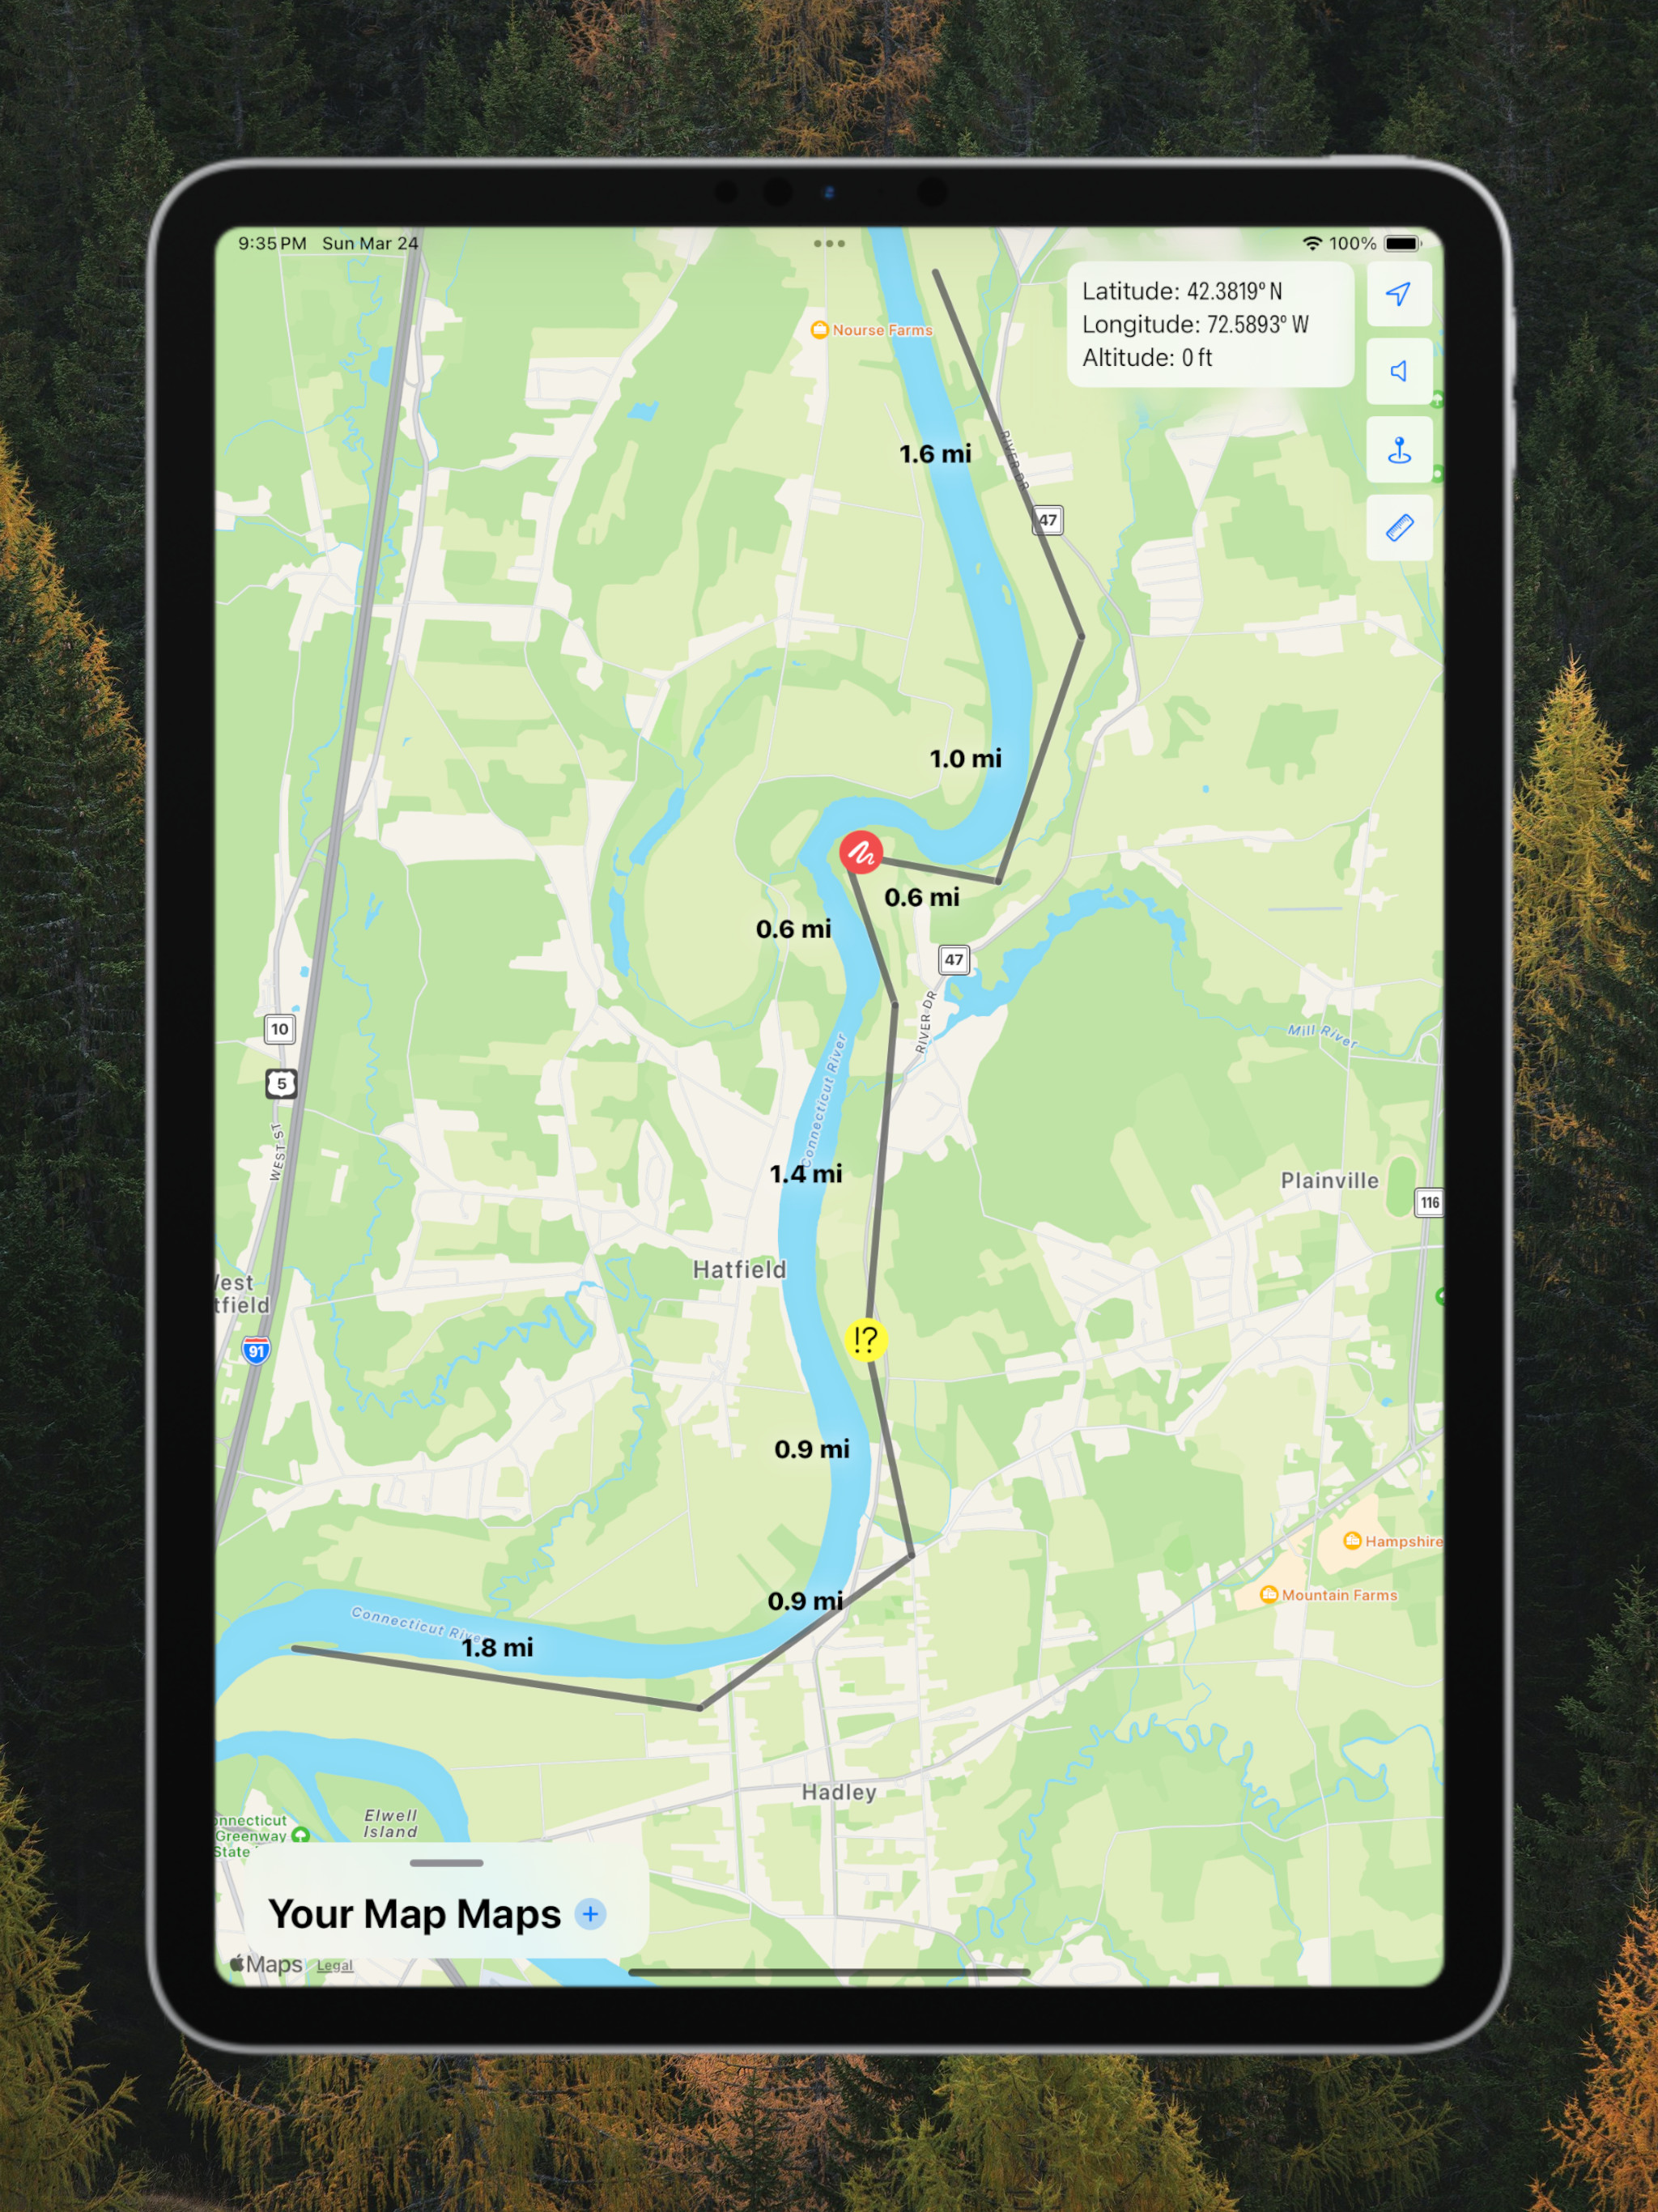 9:35 PM Sun Mar 24
100%
Latitude: 42.3819° N
Longitude: 72.5893° W
Altitude: 0 ft
Nourse Farms
1.6 mi
RIVER DR
47
1.0 mi
0.6 mi
0.6 mi
47
RIVER DR
10
Mill River
Connecticut River
5
WEST ST
1.4 mi
Plainville
116
Hatfield
est
tfield
!?
91
0.9 mi
Hampshire
Mountain Farms
0.9 mi
Connecticut Rive
1.8 mi
Hadley
Elwell
Island
onnecticut
Greenway
State
Your Map Maps +
Maps Legal